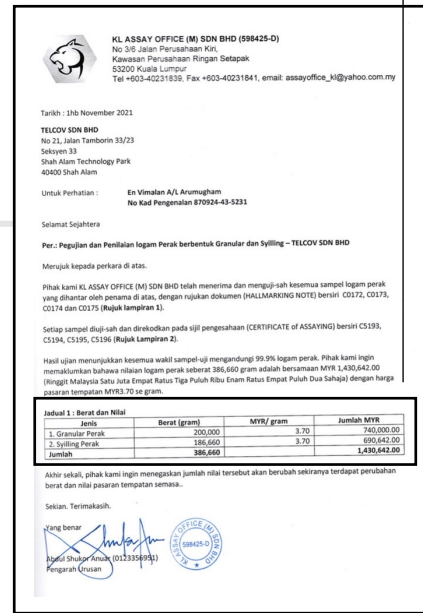 KL ASSAY OFFICE (M) SDN BHD (598425-D)
No 3/6 Jalan Perusahaan Kiri,
Kawasan Perusahaan Ringan Setapak
53200 Kuala Lumpur
Tel +603-40231839, Fax +603-40231841, email: assayoffice_kl@yahoo.com.my
Tarikh : 1hb November 2021
TELCOV SDN BHD
No 21, Jalan Tamborin 33/23
Seksyen 33
Shah Alam Technology Park
40400 Shah Alam
Untuk Perhatian : En Vimalan A/L Arumugham
No Kad Pengenalan 870924-43-5231
Selamat Sejahtera
Per.: Pegujian dan Penilaian logam Perak berbentuk Granular dan Syilling – TELCOV SDN BHD
Merujuk kepada perkara di atas.
Pihak kami KL ASSAY OFFICE (M) SDN BHD telah menerima dan menguji-sah kesemua sampel logam perak
yang dihantar oleh penama di atas, dengan rujukan dokumen (HALLMARKING NOTE) bersiri C0172, C0173,
C0174 dan C0175 (Rujuk lampiran 1).
Setiap sampel diuji-sah dan direkodkan pada sijil pengesahan (CERTIFICATE of ASSAYING) bersiri C5193,
C5194, C5195, C5196 (Rujuk Lampiran 2).
Hasil ujian menunjukkan kesemua wakil sampel-uji mengandungi 99.9% logam perak. Pihak kami ingin
memaklumkan bahawa nilaian logam perak seberat 386,660 gram adalah bersamaan MYR 1,430,642.00
(Ringgit Malaysia Satu Juta Empat Ratus Tiga Puluh Ribu Enam Ratus Empat Puluh Dua Sahaja) dengan harga
pasaran tempatan MYR3.70 se gram.
Jadual 1 : Berat dan Nilai
Jenis Berat (gram) MYR/ gram Jumlah MYR
1. Granular Perak 200,000 3.70 740,000.00
2. Syilling Perak 186,660 3.70 690,642.00
Jumlah 386,660 1,430,642.00
Akhir sekali, pihak kami ingin menegaskan jumlah nilai tersebut akan berubah sekiranya terdapat perubahan
berat dan nilai pasaran tempatan semasa..
Sekian. Terimakasih.
Yang benar
Abdul Shukor Anuar (0123356951)
Pengarah Urusan
KL ASSAY OFFICE (M) SDN BHD
598425-D